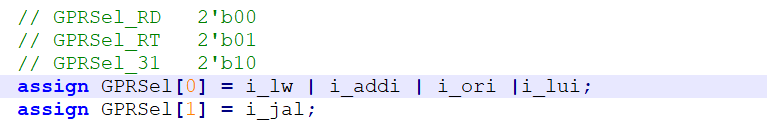 // GPRSel_RD   2'b00
// GPRSel_RT   2'b01
// GPRSel_31   2'b10
assign GPRSel[0] = i_lw | i_addi | i_ori |i_lui;
assign GPRSel[1] = i_jal;